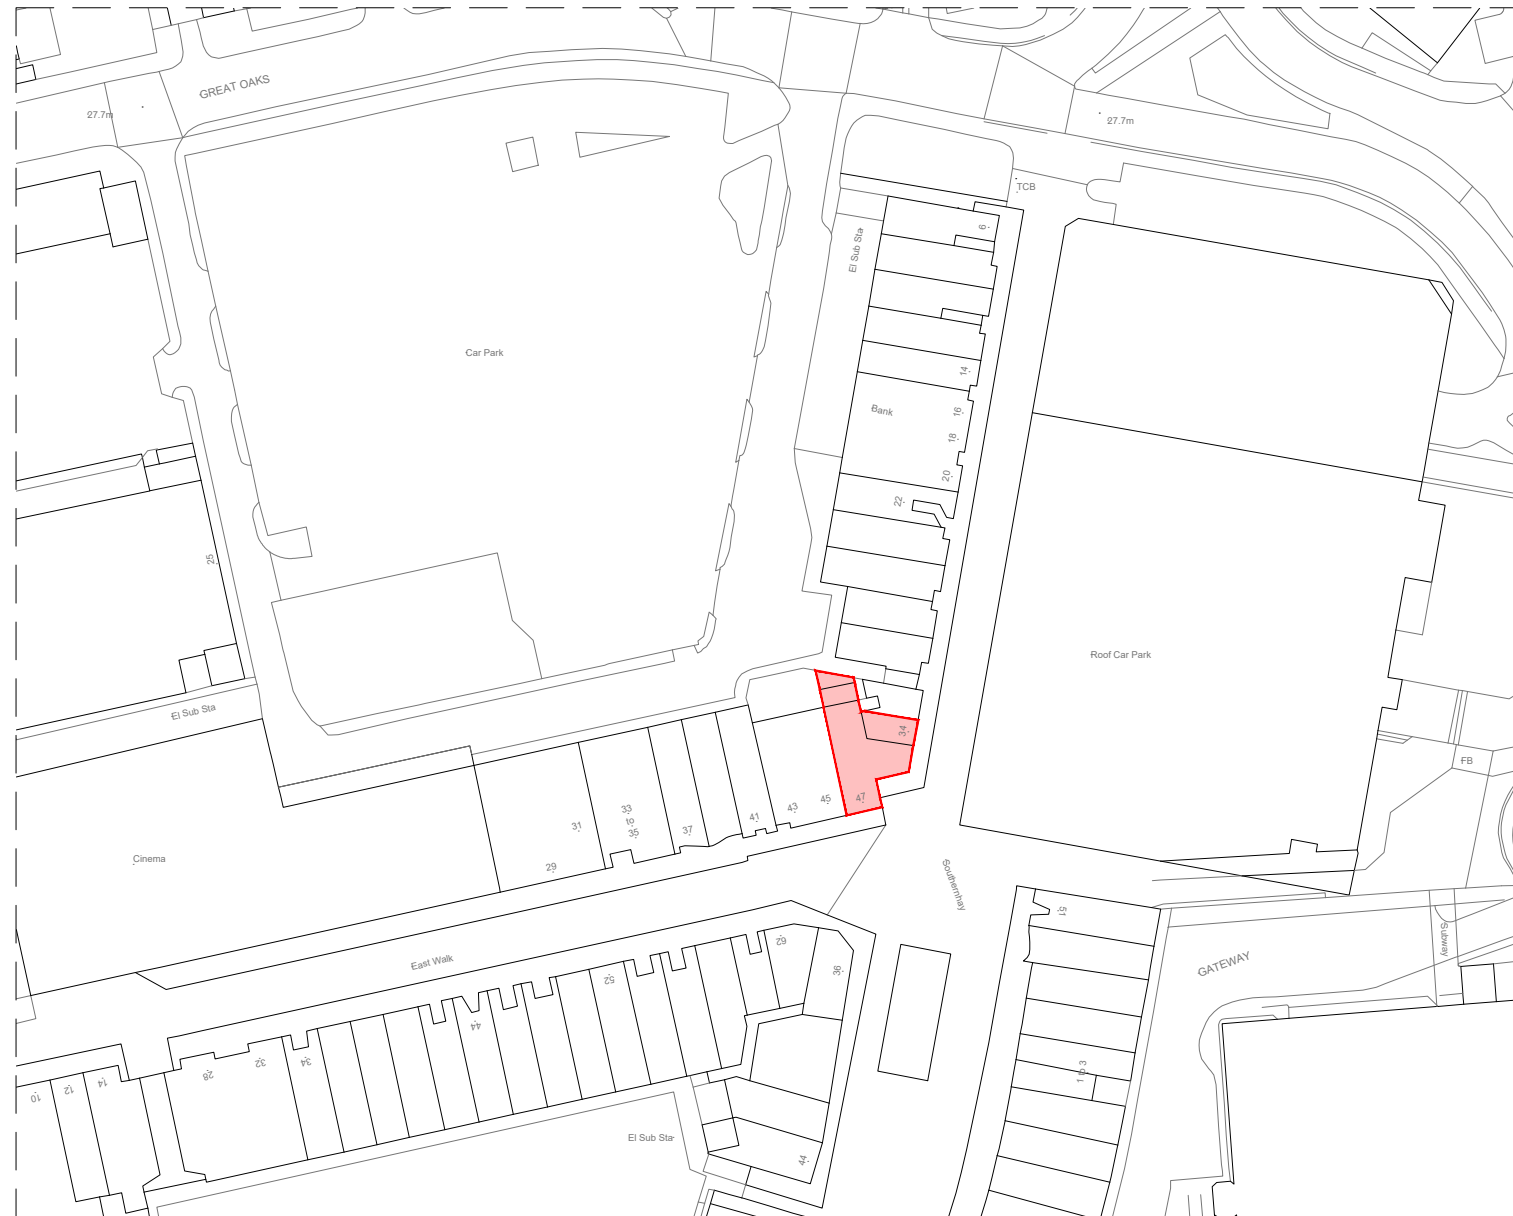 GREAT OAKS
27.7m
27.7m
TCB
El Sub Sta
6
Car Park
14
Bank
16
18
20
22
25
Roof Car Park
El Sub Sta
34
FB
31
33
to
35
37
41
43
45
47
29
Cinema
Southernhay
51
East Walk
62
52
36
GATEWAY
Subway
44
34
32
28
14
12
10
1 to 3
El Sub Sta
44